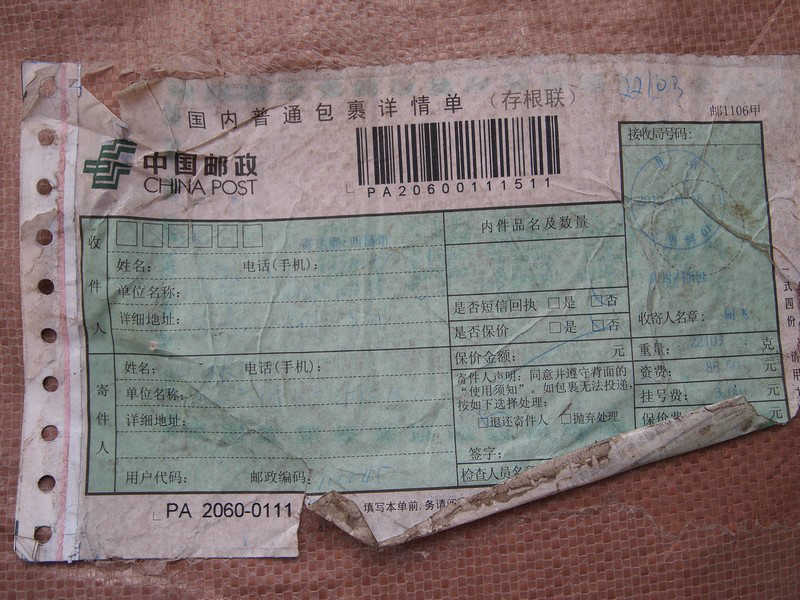 国内普通包裹详情单 (存根联) 22103
邮1106甲
中国邮政
CHINA POST
PA20600111511
接收局号码:
收件人
内件品名及数量
姓名: 电话(手机):
单位名称:
详细地址:
是否短信回执 □是 □否
是否保价 □是 □否
收寄人名章:
保价金额: 元
重量: 22103 克
寄件人
姓名: 电话(手机):
单位名称:
详细地址:
用户代码: 邮政编码:
寄件人声明: 同意并遵守背面的
“使用须知”。如包裹无法投递,
按如下选择处理:
□退还寄件人 □抛弃处理
签字:
检查人员名
资费: 元
挂号费: 元
保价费
一式四份
PA 2060-0111
填写本单前,务请